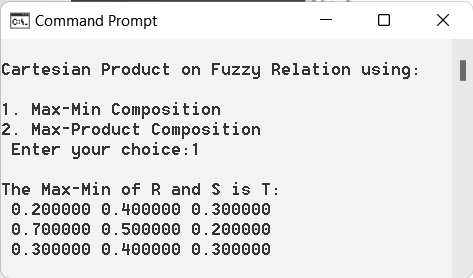 Command Prompt
Cartesian Product on Fuzzy Relation using:
1. Max-Min Composition
2. Max-Product Composition
Enter your choice:1
The Max-Min of R and S is T:
0.200000 0.400000 0.300000
0.700000 0.500000 0.200000
0.300000 0.400000 0.300000